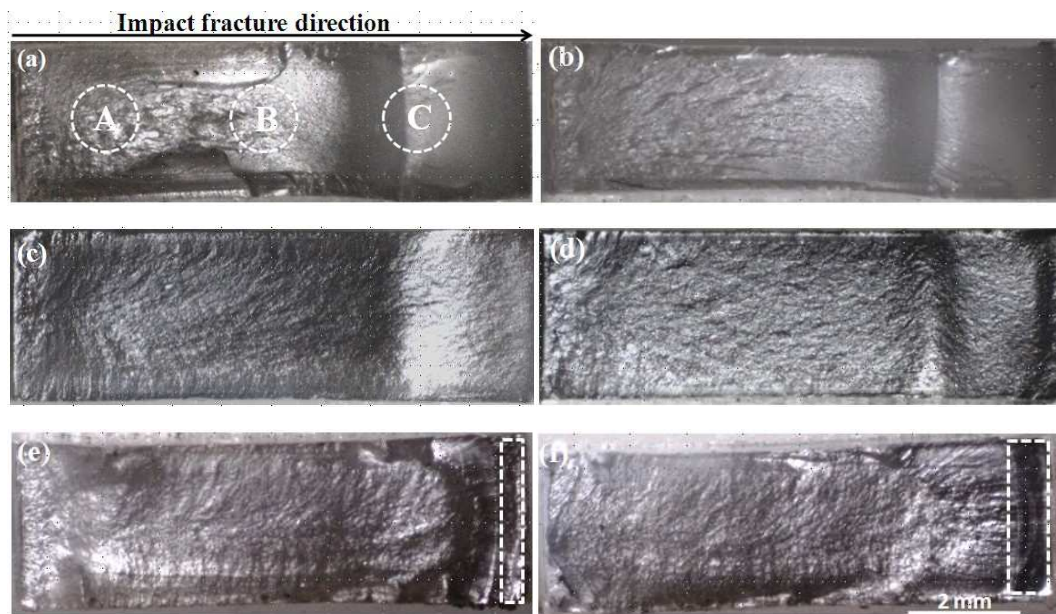 Impact fracture direction
(a)
A
B
C
(b)
(c)
(d)
(e)
(f)
2 mm